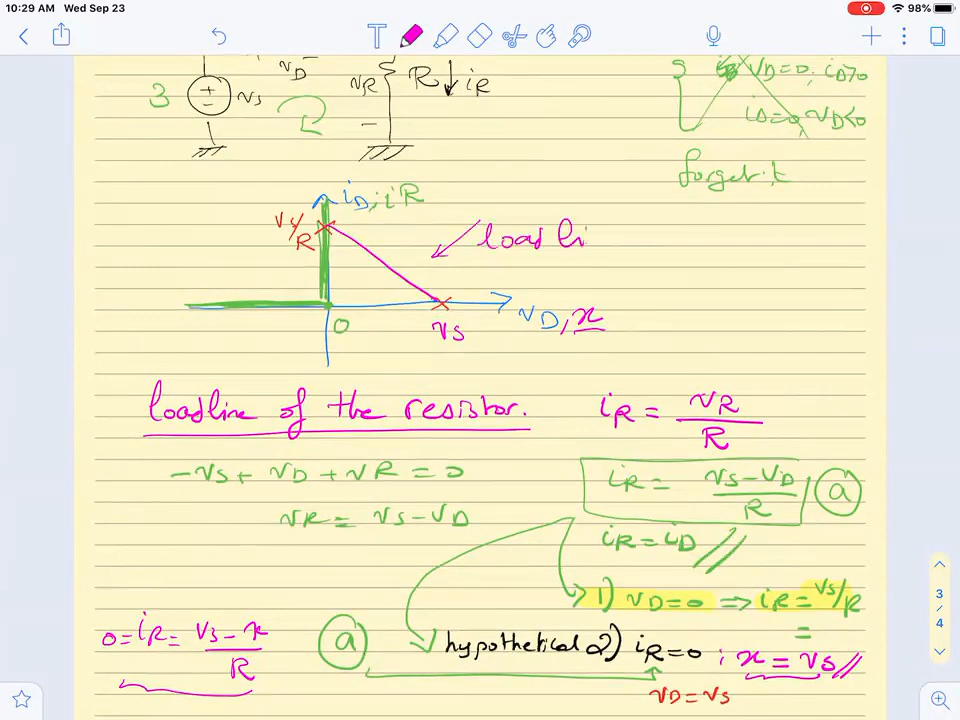 10:29 AM Wed Sep 23
98%
T
+ vD - vR R iR
3 + - vS
vD=0, iD>0
iD=0 vD<0
forget it
iD, iR
vS/R
load li
0 vS vD, x
loadline of the resistor.
iR = vR/R
-vS + vD + vR = 0
iR = vS-vD/R a
vR = vS-vD
iR = iD //
1) vD=0 => iR = vS/R
=
0=iR= vS-x/R a hypothetical 2) iR=0 ; x = vS//
vD=vS
3/4